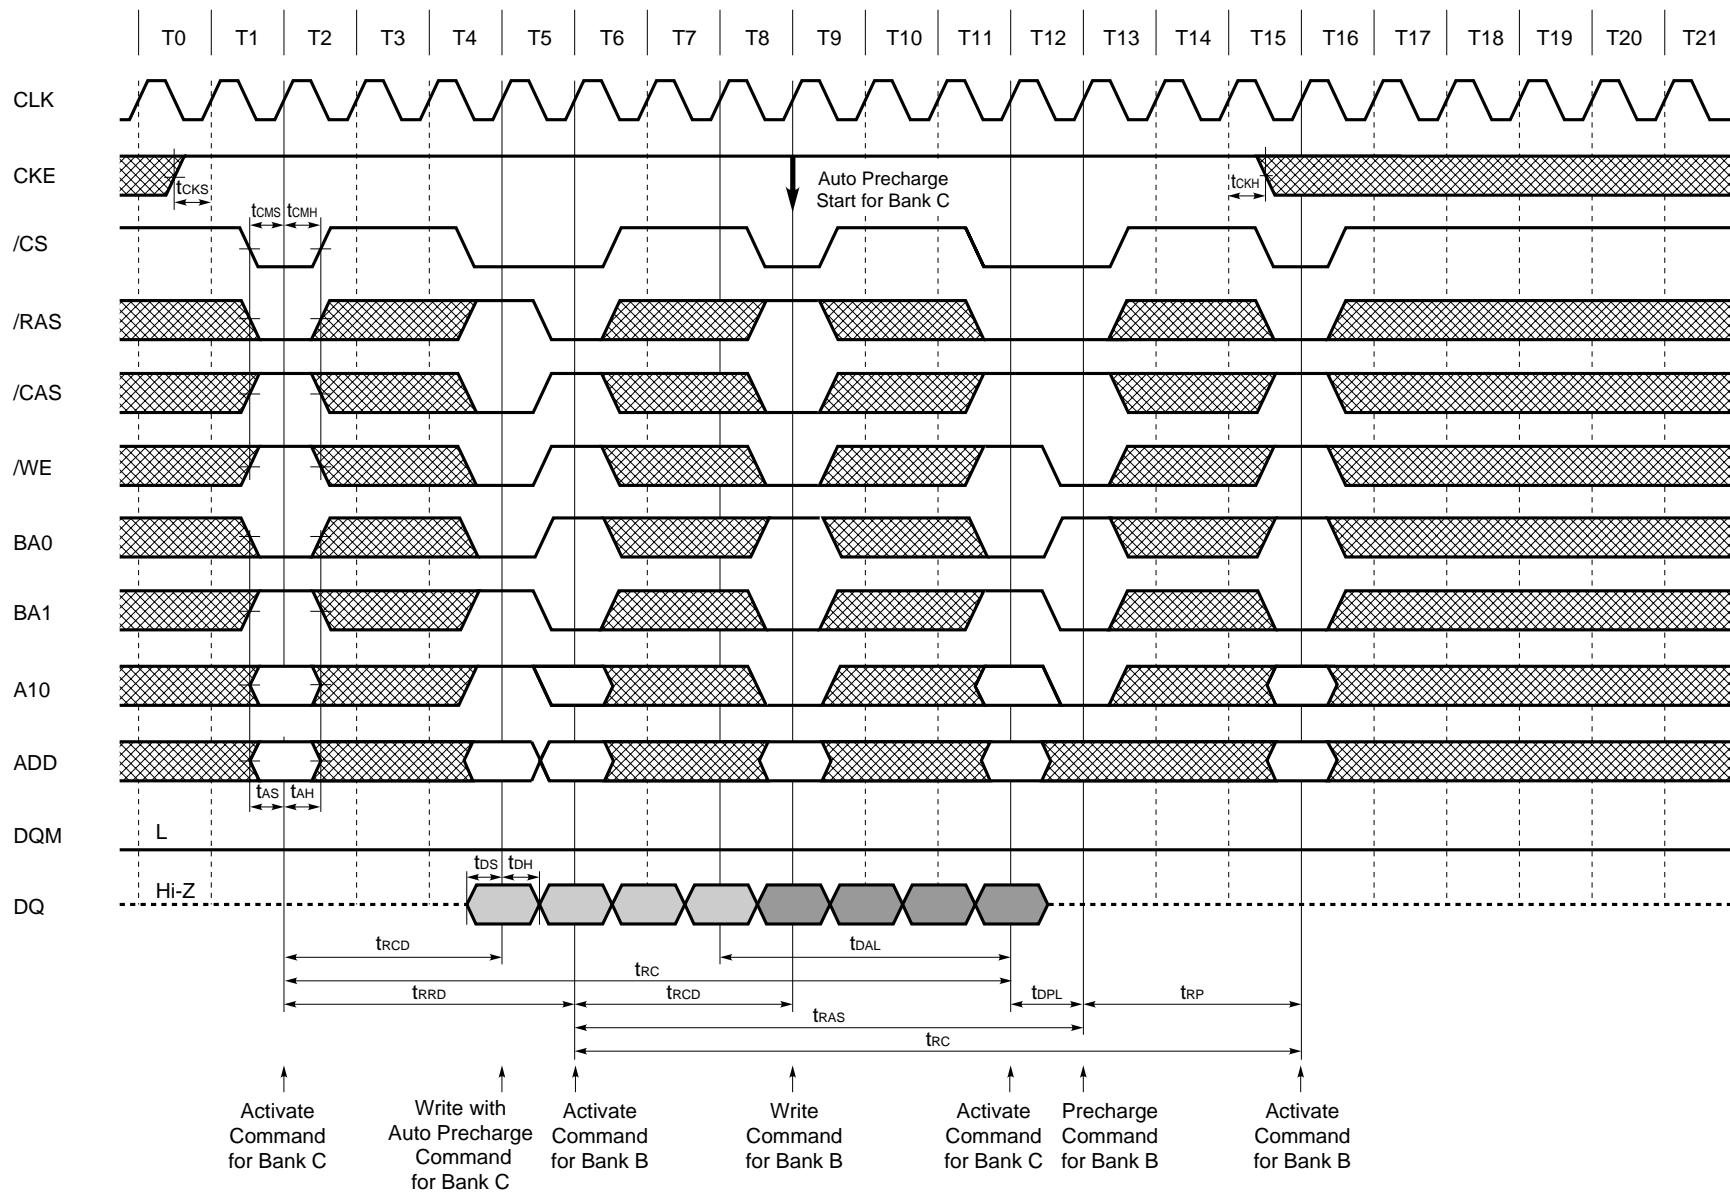 T0 T1 T2 T3 T4 T5 T6 T7 T8 T9 T10 T11 T12 T13 T14 T15 T16 T17 T18 T19 T20 T21
CLK
CKE
tCKS
Auto Precharge
Start for Bank C
tCKH
tCMS tCMH
/CS
/RAS
/CAS
/WE
BA0
BA1
A10
ADD
tAS tAH
DQM L
tDS tDH
DQ Hi-Z
tRCD tDAL
tRC
tRRD tRCD tDPL tRP
tRAS
tRC
Activate
Command
for Bank C
Write with
Auto Precharge
Command
for Bank C
Activate
Command
for Bank B
Write
Command
for Bank B
Activate
Command
for Bank C
Precharge
Command
for Bank B
Activate
Command
for Bank B